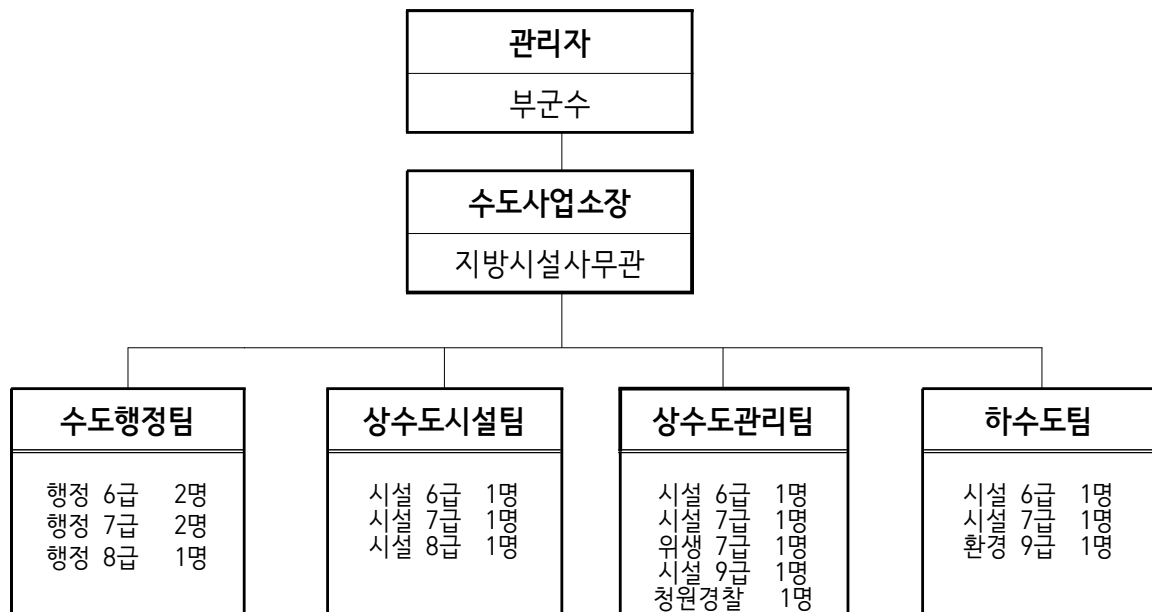 관리자
부군수
수도사업소장
지방시설사무관
수도행정팀
행정 6급 2명
행정 7급 2명
행정 8급 1명
상수도시설팀
시설 6급 1명
시설 7급 1명
시설 8급 1명
상수도관리팀
시설 6급 1명
시설 7급 1명
위생 7급 1명
시설 9급 1명
청원경찰 1명
하수도팀
시설 6급 1명
시설 7급 1명
환경 9급 1명